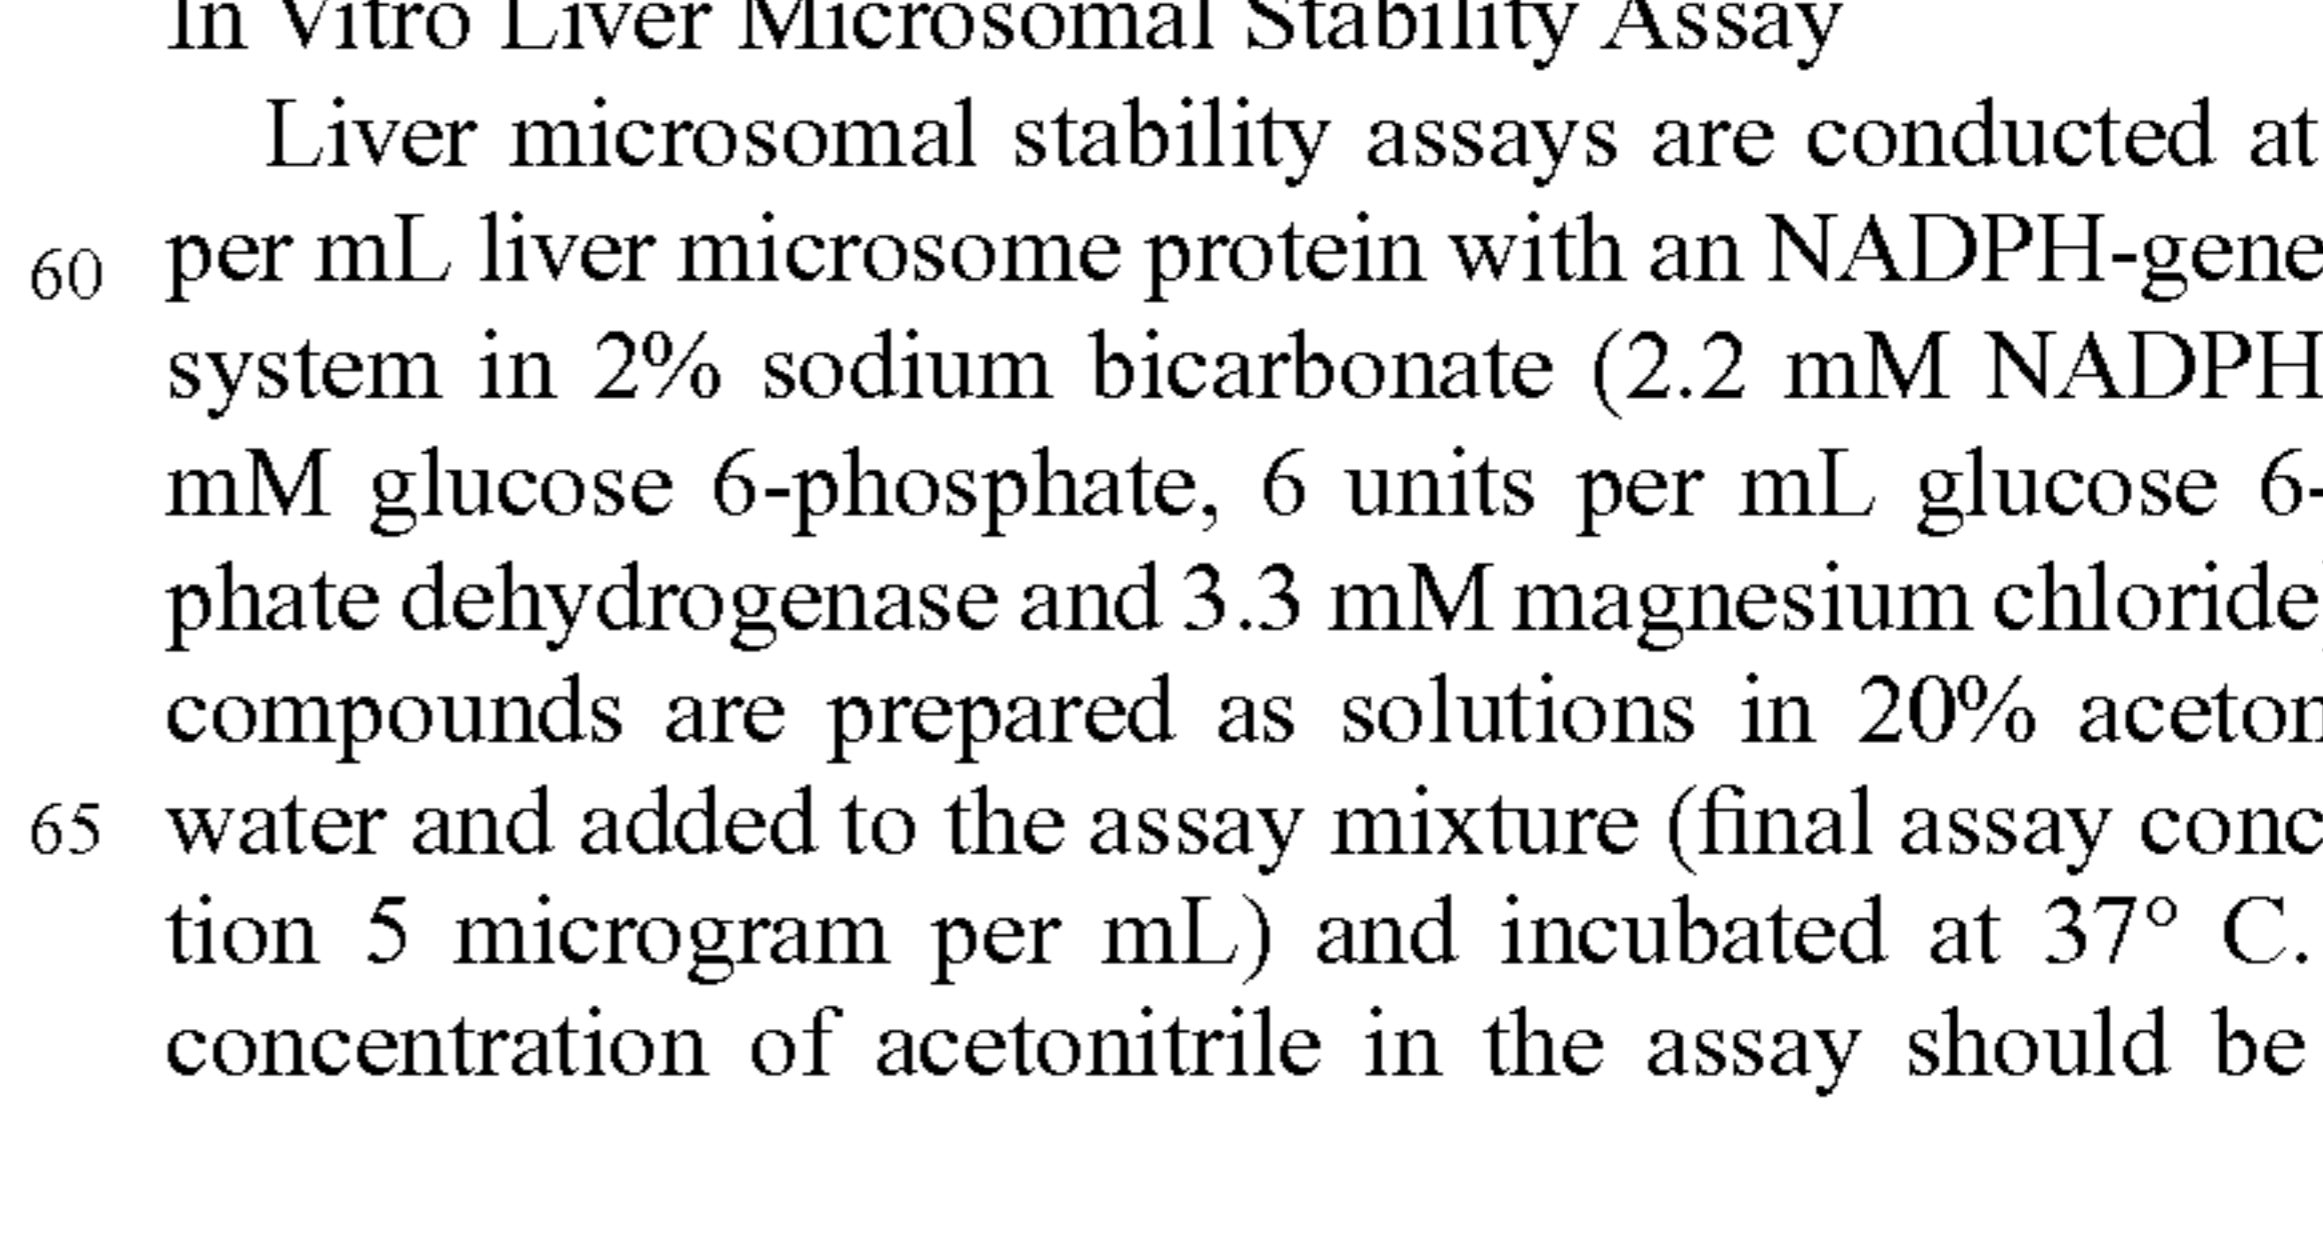 In Vitro Liver Microsomal Stability Assay
Liver microsomal stability assays are conducted at
60 per mL liver microsome protein with an NADPH-gene
system in 2% sodium bicarbonate (2.2 mM NADPH
mM glucose 6-phosphate, 6 units per mL glucose 6-
phate dehydrogenase and 3.3 mM magnesium chloride
compounds are prepared as solutions in 20% aceton
65 water and added to the assay mixture (final assay conc
tion 5 microgram per mL) and incubated at 37° C.
concentration of acetonitrile in the assay should be